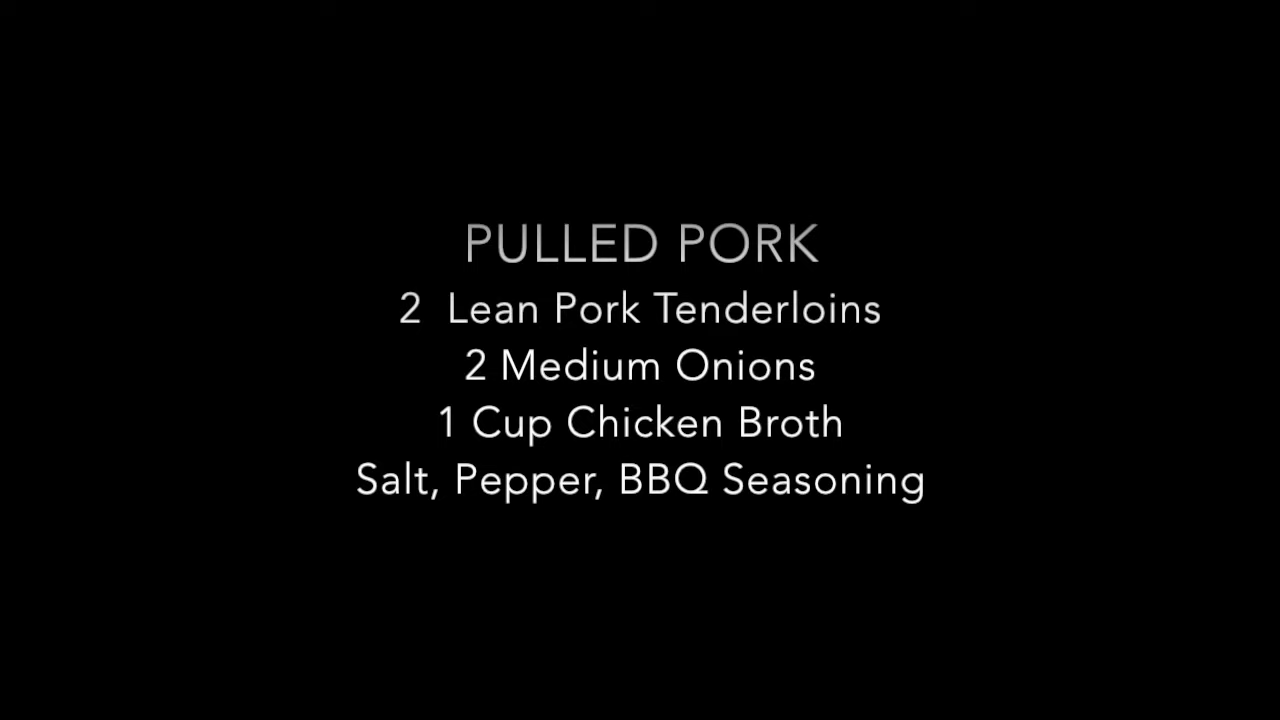 PULLED PORK
2 Lean Pork Tenderloins
2 Medium Onions
1 Cup Chicken Broth
Salt, Pepper, BBQ Seasoning